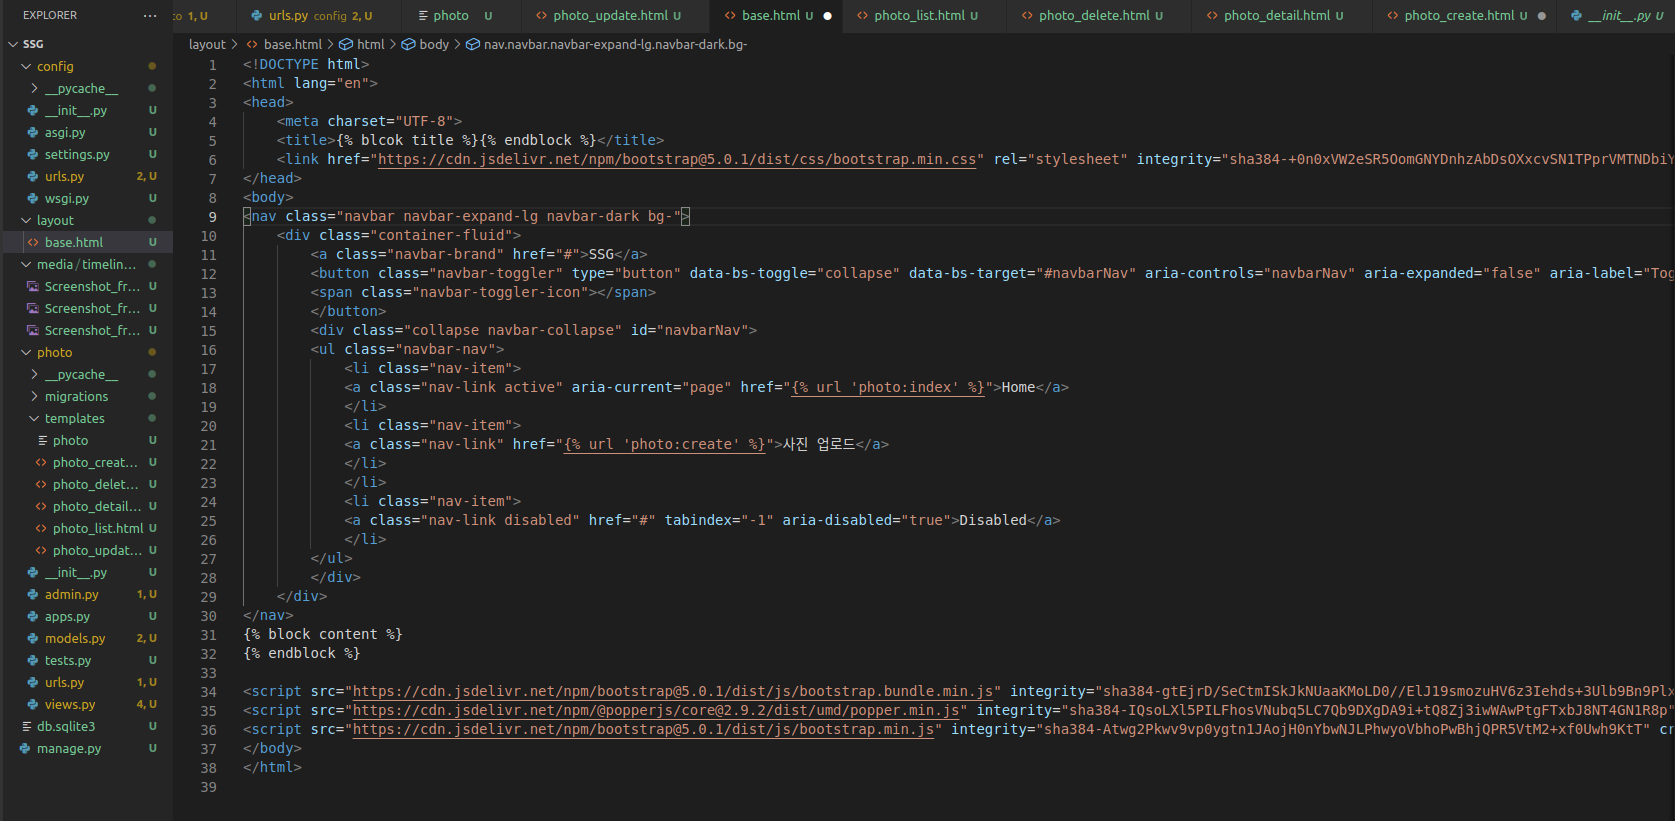 EXPLORER
···
SSG
config
__pycache__
__init__.py U
asgi.py U
settings.py U
urls.py 2, U
wsgi.py U
layout
base.html U
media/timelin...
Screenshot_fr... U
Screenshot_fr... U
Screenshot_fr... U
photo
__pycache__
migrations
templates
photo U
photo_creat... U
photo_delet... U
photo_detail... U
photo_list.html U
photo_updat... U
__init__.py U
admin.py 1, U
apps.py U
models.py 2, U
tests.py U
urls.py 1, U
views.py 4, U
db.sqlite3 U
manage.py U
to 1, U
urls.py config 2, U
photo U
photo_update.html U
base.html U
photo_list.html U
photo_delete.html U
photo_detail.html U
photo_create.html U
__init__.py U
layout > base.html > html > body > nav.navbar.navbar-expand-lg.navbar-dark.bg-
1 <!DOCTYPE html>
2 <html lang="en">
3 <head>
4 <meta charset="UTF-8">
5 <title>{% blcok title %}{% endblock %}</title>
6 <link href="https://cdn.jsdelivr.net/npm/bootstrap@5.0.1/dist/css/bootstrap.min.css" rel="stylesheet" integrity="sha384-+0n0xVW2eSR5OomGNYDnhzAbDsOXxcvSN1TPprVMTNDbiY
7 </head>
8 <body>
9 <nav class="navbar navbar-expand-lg navbar-dark bg-">
10 <div class="container-fluid">
11 <a class="navbar-brand" href="#">SSG</a>
12 <button class="navbar-toggler" type="button" data-bs-toggle="collapse" data-bs-target="#navbarNav" aria-controls="navbarNav" aria-expanded="false" aria-label="Tog
13 <span class="navbar-toggler-icon"></span>
14 </button>
15 <div class="collapse navbar-collapse" id="navbarNav">
16 <ul class="navbar-nav">
17 <li class="nav-item">
18 <a class="nav-link active" aria-current="page" href="{% url 'photo:index' %}">Home</a>
19 </li>
20 <li class="nav-item">
21 <a class="nav-link" href="{% url 'photo:create' %}">사진 업로드</a>
22 </li>
23 </li>
24 <li class="nav-item">
25 <a class="nav-link disabled" href="#" tabindex="-1" aria-disabled="true">Disabled</a>
26 </li>
27 </ul>
28 </div>
29 </div>
30 </nav>
31 {% block content %}
32 {% endblock %}
33
34 <script src="https://cdn.jsdelivr.net/npm/bootstrap@5.0.1/dist/js/bootstrap.bundle.min.js" integrity="sha384-gtEjrD/SeCtmISkJkNUaaKMoLD0//ElJ19smozuHV6z3Iehds+3Ulb9Bn9Plx
35 <script src="https://cdn.jsdelivr.net/npm/@popperjs/core@2.9.2/dist/umd/popper.min.js" integrity="sha384-IQsoLXl5PILFhosVNubq5LC7Qb9DXgDA9i+tQ8Zj3iwWAwPtgFTxbJ8NT4GN1R8p"
36 <script src="https://cdn.jsdelivr.net/npm/bootstrap@5.0.1/dist/js/bootstrap.min.js" integrity="sha384-Atwg2Pkwv9vp0ygtn1JAojH0nYbwNJLPhwyoVbhoPwBhjQPR5VtM2+xf0Uwh9KtT" cr
37 </body>
38 </html>
39